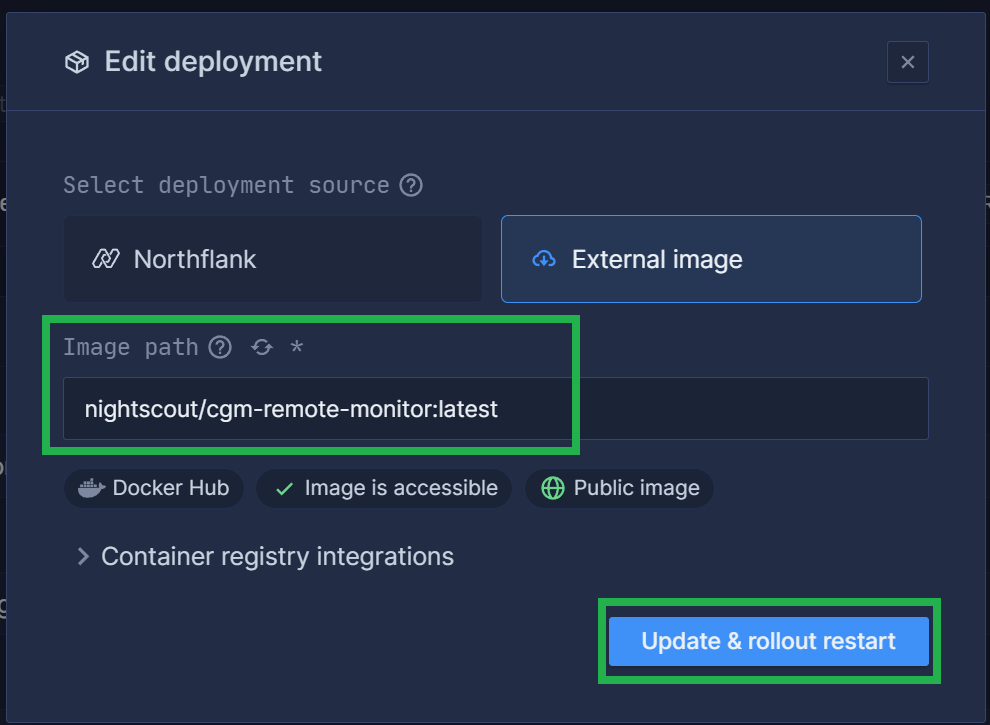 Edit deployment
Select deployment source
Northflank
External image
Image path *
nightscout/cgm-remote-monitor:latest
Docker Hub
Image is accessible
Public image
Container registry integrations
Update & rollout restart